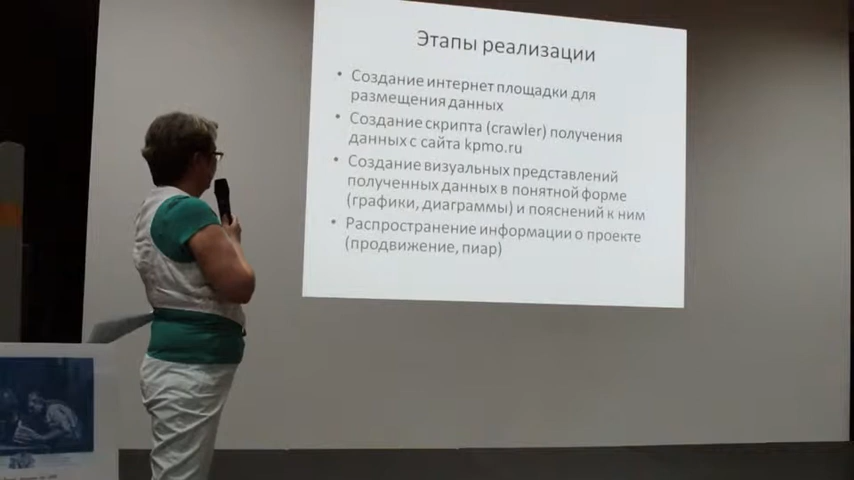 Этапы реализации
• Создание интернет площадки для
размещения данных
• Создание скрипта (crawler) получения
данных с сайта kpmo.ru
• Создание визуальных представлений
полученных данных в понятной форме
(графики, диаграммы) и пояснений к ним
• Распространение информации о проекте
(продвижение, пиар)